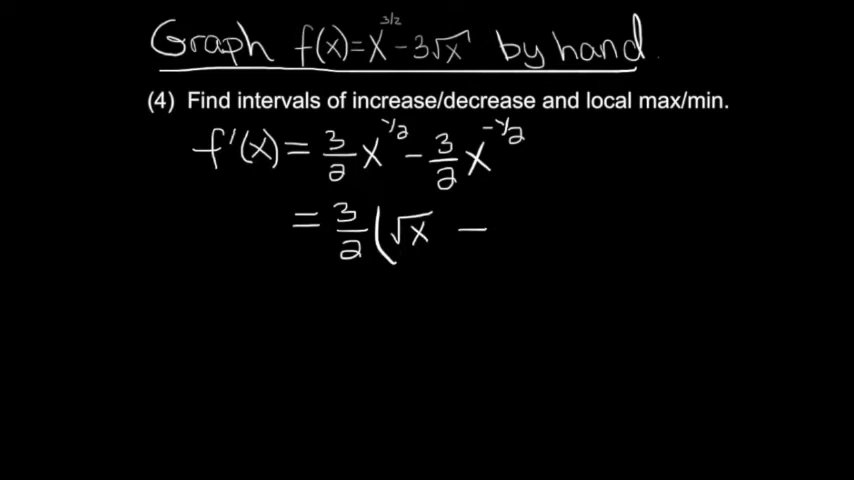 Graph f(x)=x^3/2 - 3√x by hand.
(4) Find intervals of increase/decrease and local max/min.
f'(x) = 3/2 x^1/2 - 3/2 x^-1/2
= 3/2 (√x -